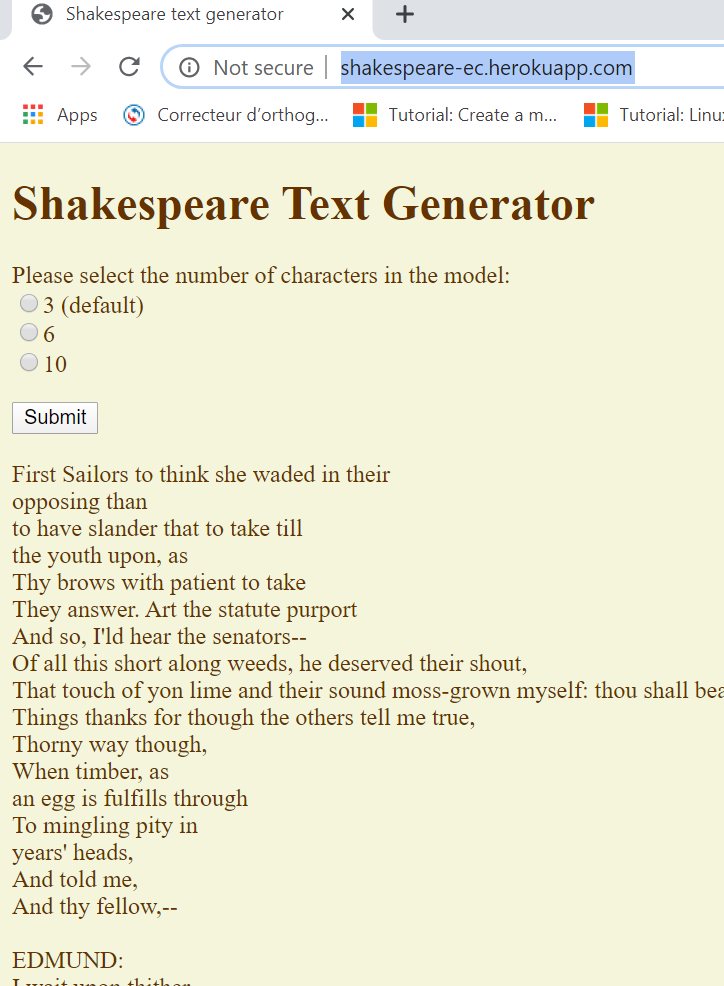 Shakespeare text generator
Not secure | shakespeare-ec.herokuapp.com
Apps Correcteur d'orthog... Tutorial: Create a m... Tutorial:
Shakespeare Text Generator
Please select the number of characters in the model:
3 (default)
6
10
Submit
First Sailors to think she waded in their
opposing than
to have slander that to take till
the youth upon, as
Thy brows with patient to take
They answer. Art the statute purport
And so, I'ld hear the senators--
Of all this short along weeds, he deserved their shout,
That touch of yon lime and their sound moss-grown myself: thou shall
Things thanks for though the others tell me true,
Thorny way though,
When timber, as
an egg is fulfills through
To mingling pity in
years' heads,
And told me,
And thy fellow,--
EDMUND:
I wait upon thither